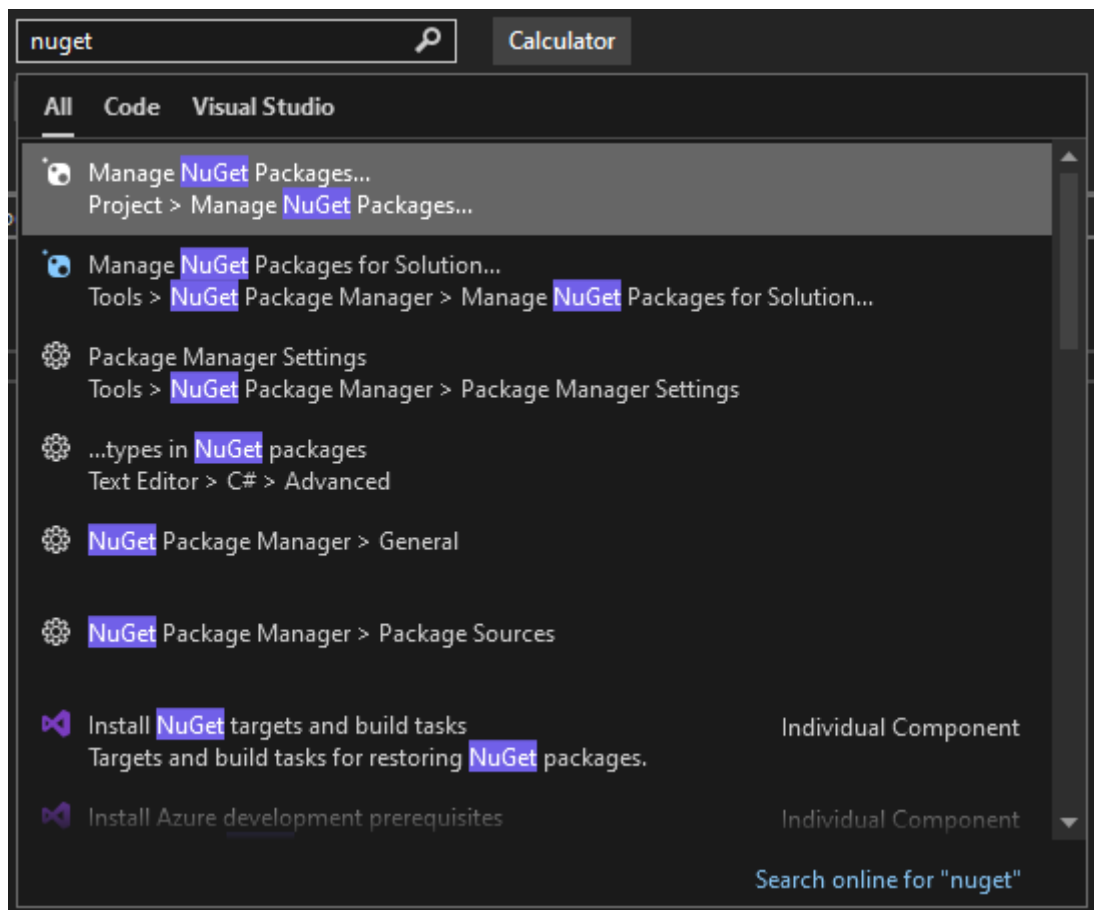 nuget
Calculator
All Code Visual Studio
Manage NuGet Packages...
Project > Manage NuGet Packages...
Manage NuGet Packages for Solution...
Tools > NuGet Package Manager > Manage NuGet Packages for Solution...
Package Manager Settings
Tools > NuGet Package Manager > Package Manager Settings
...types in NuGet packages
Text Editor > C# > Advanced
NuGet Package Manager > General
NuGet Package Manager > Package Sources
Install NuGet targets and build tasks Individual Component
Targets and build tasks for restoring NuGet packages.
Install Azure development prerequisites Individual Component
Search online for "nuget"